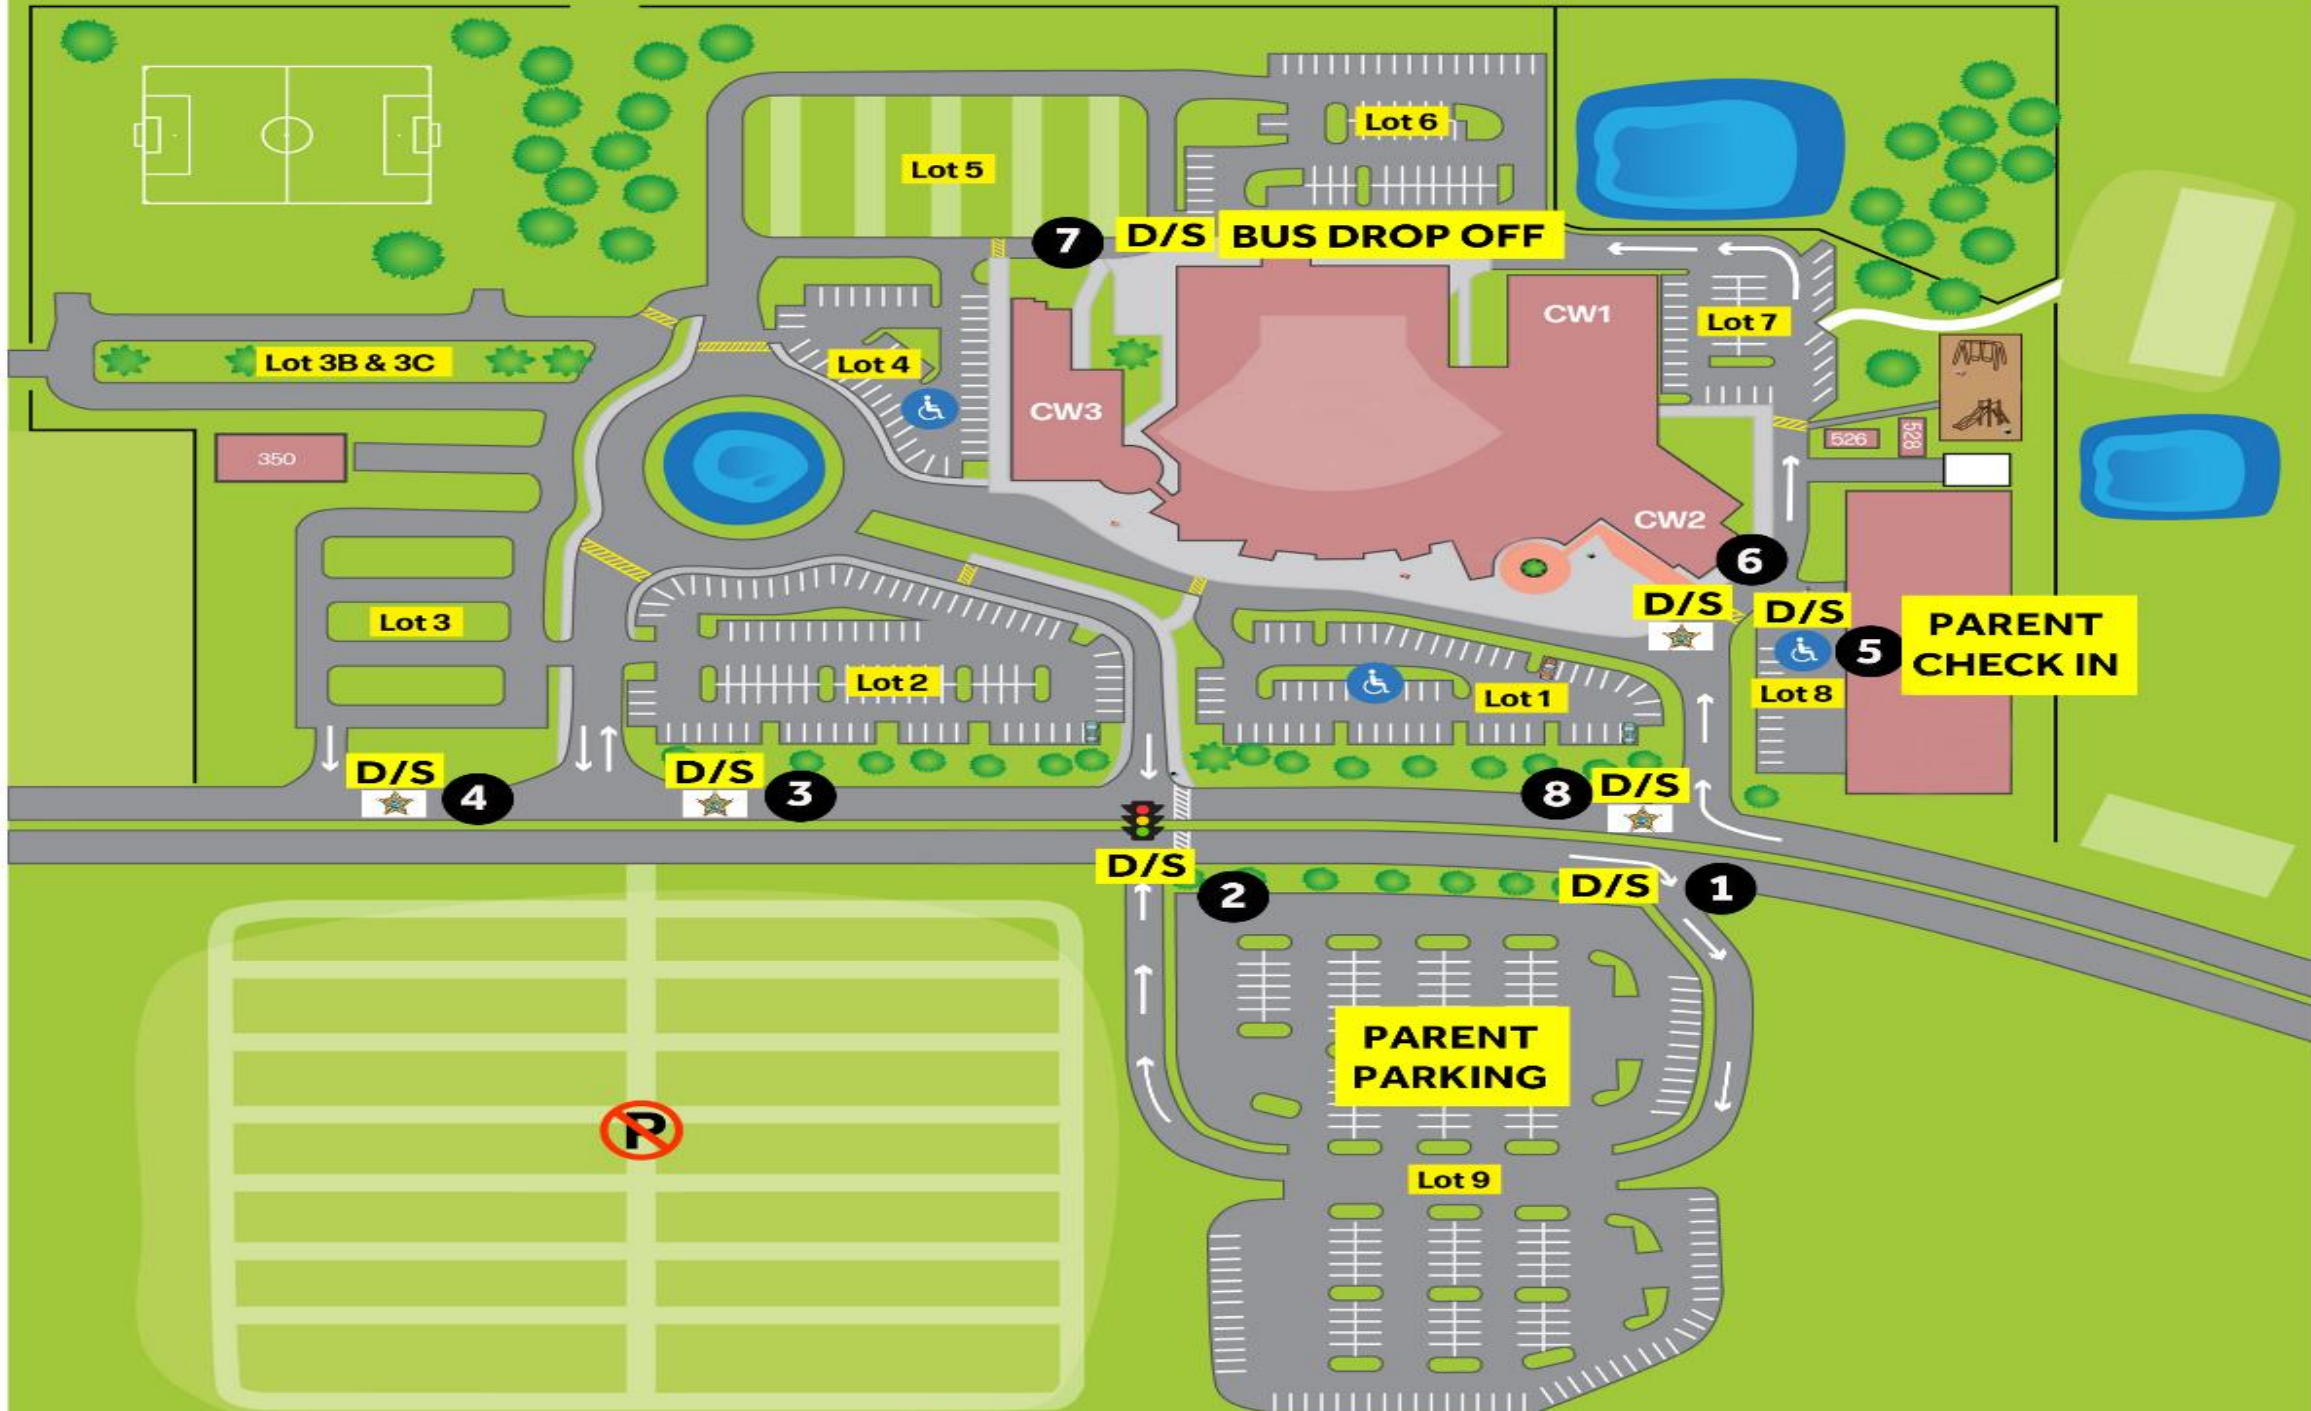 Lot 6
Lot 5
7
D/S
BUS DROP OFF
CW1
Lot 7
Lot 3B & 3C
Lot 4
CW3
526
528
350
CW2
6
D/S
D/S
5
PARENT
CHECK IN
Lot 3
Lot 2
Lot 1
Lot 8
D/S
4
D/S
3
8
D/S
D/S
2
D/S
1
PARENT
PARKING
P
Lot 9